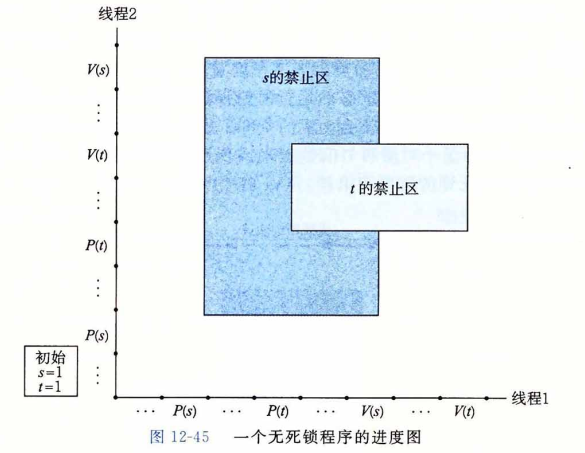 线程2
V(s)
⋮
V(t)
⋮
P(t)
⋮
P(s)
⋮
s的禁止区
t 的禁止区
初始
s=1
t=1
线程1
… P(s) … P(t) … V(s) … V(t)
图 12-45 一个无死锁程序的进度图